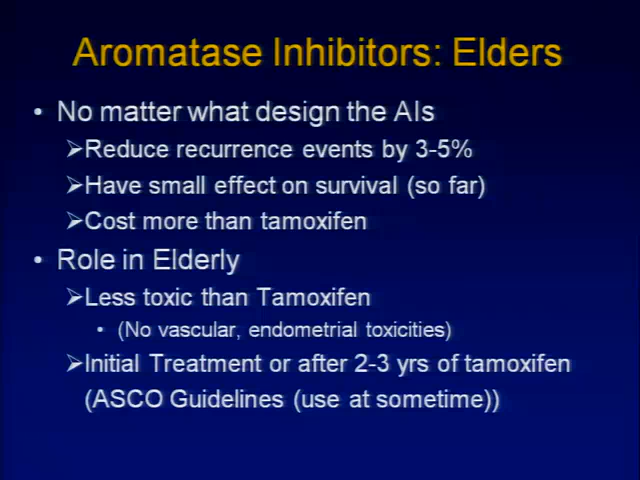 Aromatase Inhibitors: Elders
• No matter what design the AIs
➢Reduce recurrence events by 3-5%
➢Have small effect on survival (so far)
➢Cost more than tamoxifen
• Role in Elderly
➢Less toxic than Tamoxifen
• (No vascular, endometrial toxicities)
➢Initial Treatment or after 2-3 yrs of tamoxifen
(ASCO Guidelines (use at sometime))